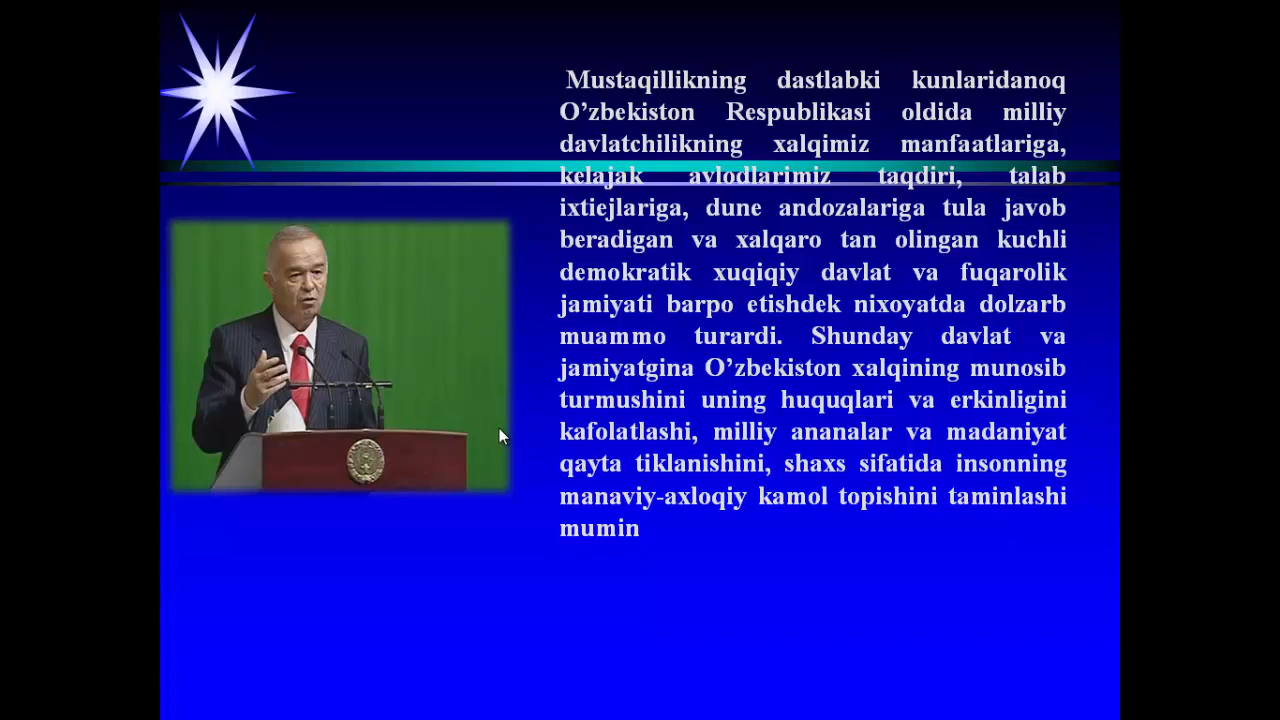 Mustaqillikning dastlabki kunlaridanoq
O’zbekiston Respublikasi oldida milliy
davlatchilikning xalqimiz manfaatlariga,
kelajak avlodlarimiz taqdiri, talab
ixtiejlariga, dune andozalariga tula javob
beradigan va xalqaro tan olingan kuchli
demokratik xuqiqiy davlat va fuqarolik
jamiyati barpo etishdek nixoyatda dolzarb
muammo turardi. Shunday davlat va
jamiyatgina O’zbekiston xalqining munosib
turmushini uning huquqlari va erkinligini
kafolatlashi, milliy ananalar va madaniyat
qayta tiklanishini, shaxs sifatida insonning
manaviy-axloqiy kamol topishini taminlashi
mumin